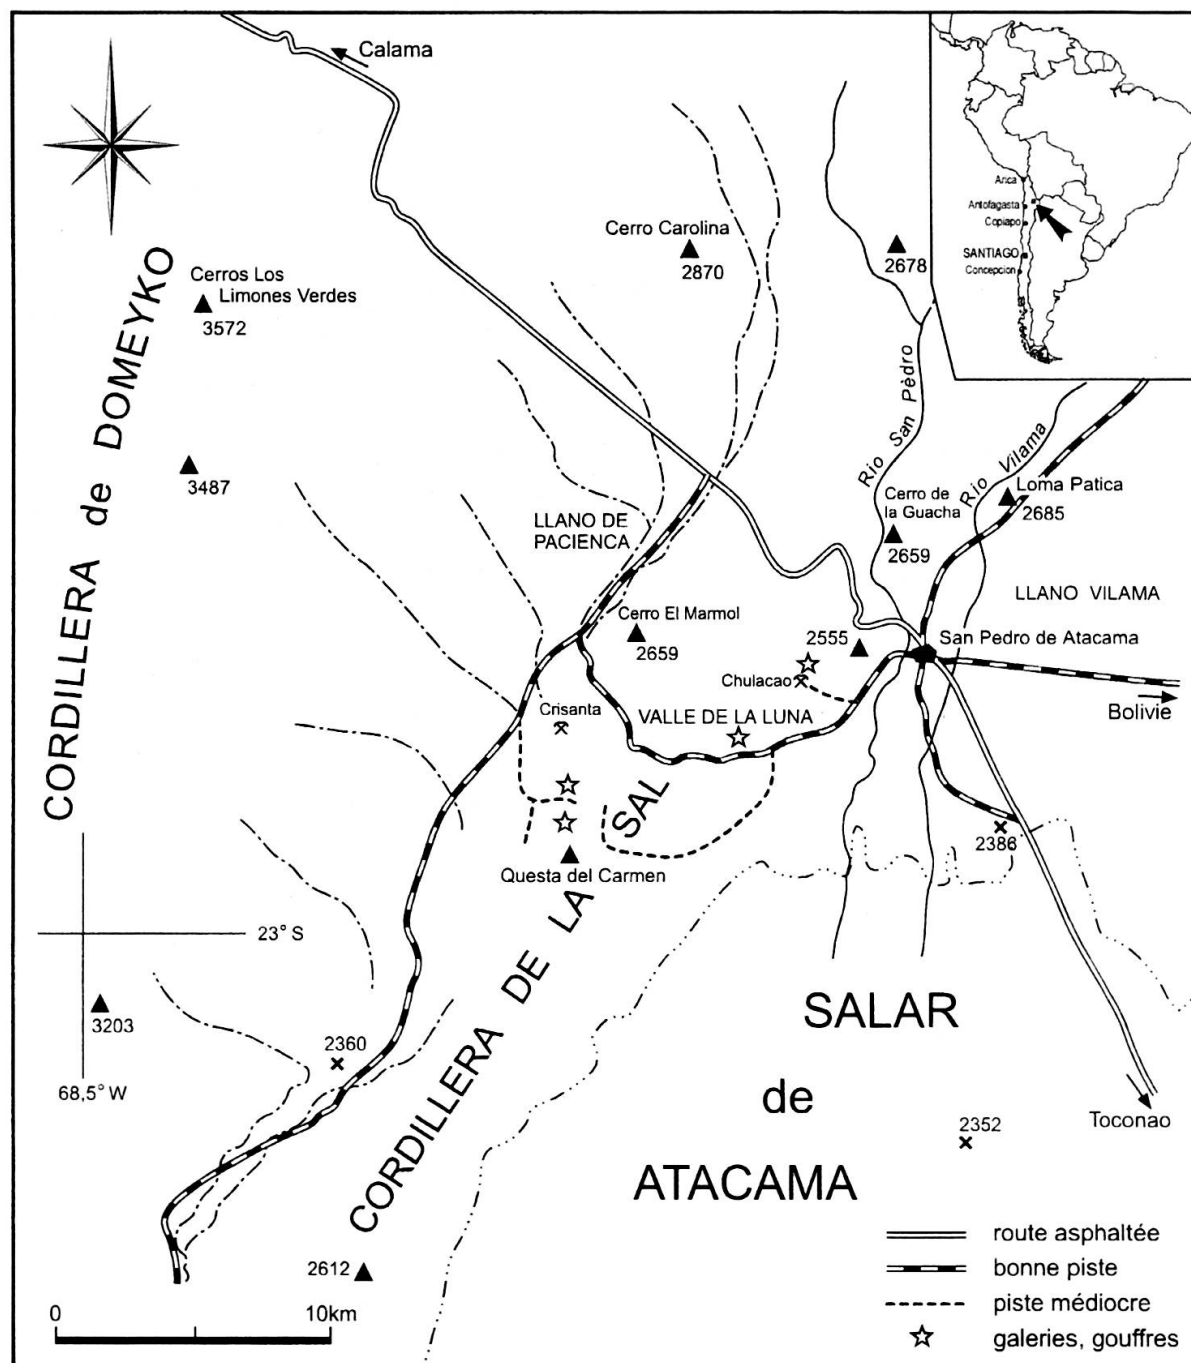 Calama
Arica
Antofagasta
Copiapo
SANTIAGO
Concepcion
Cerro Carolina
2870
2678
Cerros Los
Limones Verdes
3572
CORDILLERA de DOMEYKO
3487
Rio San Pèdro
Rio Vilama
Loma Patica
2685
Cerro de
la Guacha
2659
LLANO DE
PACIENCA
LLANO VILAMA
Cerro El Marmol
2659
2555
San Pedro de Atacama
Chulacao
Bolivie
Crisanta
VALLE DE LA LUNA
2386
Questa del Carmen
CORDILLERA DE LA SAL
23° S
3203
68,5° W
2360
SALAR
de
ATACAMA
Toconao
2352
2612
0 10km
route asphaltée
bonne piste
piste médiocre
galeries, gouffres